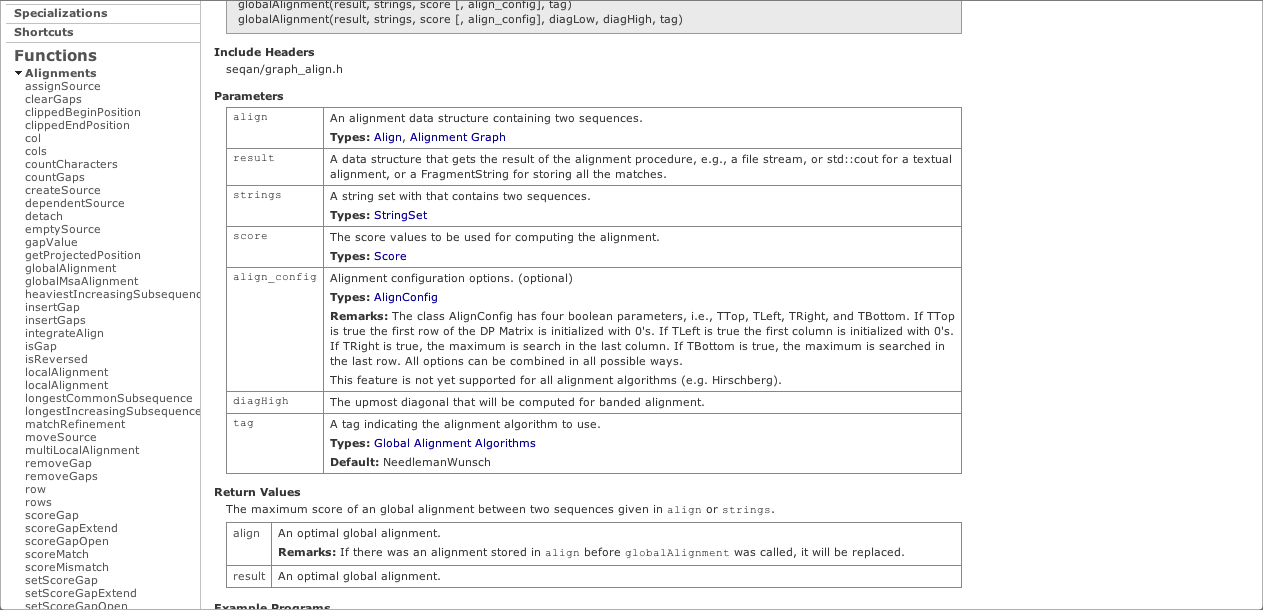 Specializations
Shortcuts
Functions
Alignments
assignSource
clearGaps
clippedBeginPosition
clippedEndPosition
col
cols
countCharacters
countGaps
createSource
dependentSource
detach
emptySource
gapValue
getProjectedPosition
globalAlignment
globalMsaAlignment
heaviestIncreasingSubsequenc
insertGap
insertGaps
integrateAlign
isGap
isReversed
localAlignment
localAlignment
longestCommonSubsequence
longestIncreasingSubsequence
matchRefinement
moveSource
multiLocalAlignment
removeGap
removeGaps
row
rows
scoreGap
scoreGapExtend
scoreGapOpen
scoreMatch
scoreMismatch
setScoreGap
setScoreGapExtend
setScoreGapOpen
globalAlignment(result, strings, score [, align_config], tag)
globalAlignment(result, strings, score [, align_config], diagLow, diagHigh, tag)
Include Headers
seqan/graph_align.h
Parameters
align
An alignment data structure containing two sequences.
Types: Align, Alignment Graph
result
A data structure that gets the result of the alignment procedure, e.g., a file stream, or std::cout for a textual
alignment, or a FragmentString for storing all the matches.
strings
A string set with that contains two sequences.
Types: StringSet
score
The score values to be used for computing the alignment.
Types: Score
align_config
Alignment configuration options. (optional)
Types: AlignConfig
Remarks: The class AlignConfig has four boolean parameters, i.e., TTop, TLeft, TRight, and TBottom. If TTop
is true the first row of the DP Matrix is initialized with 0's. If TLeft is true the first column is initialized with 0's.
If TRight is true, the maximum is search in the last column. If TBottom is true, the maximum is searched in
the last row. All options can be combined in all possible ways.
This feature is not yet supported for all alignment algorithms (e.g. Hirschberg).
diagHigh
The upmost diagonal that will be computed for banded alignment.
tag
A tag indicating the alignment algorithm to use.
Types: Global Alignment Algorithms
Default: NeedlemanWunsch
Return Values
The maximum score of an global alignment between two sequences given in align or strings.
align
An optimal global alignment.
Remarks: If there was an alignment stored in align before globalAlignment was called, it will be replaced.
result
An optimal global alignment.
Example Programs